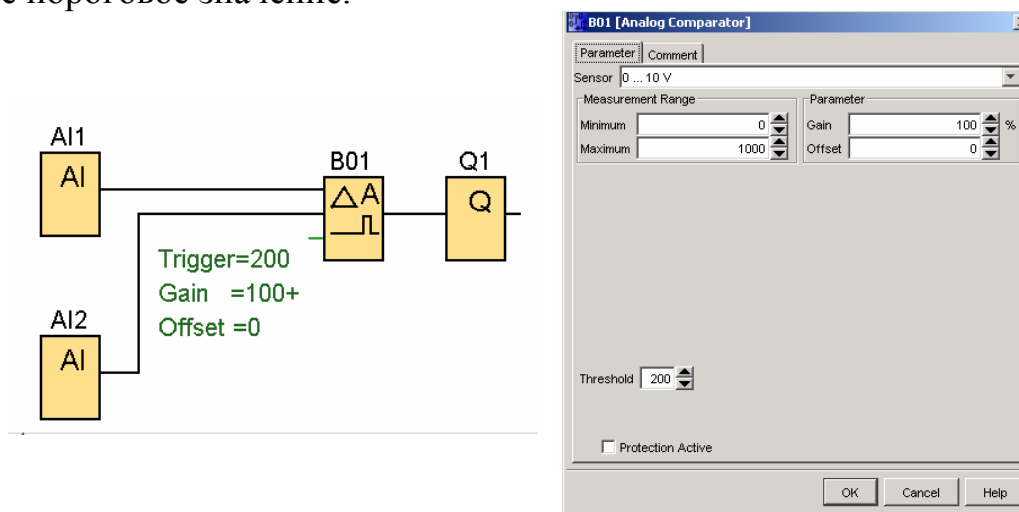 е пороговое значение.
AI1
AI
AI2
AI
B01
A
Q1
Q
Trigger=200
Gain =100+
Offset =0
B01 [Analog Comparator]
Parameter Comment
Sensor 0 ... 10 V
Measurement Range
Minimum 0
Maximum 1000
Parameter
Gain 100 %
Offset 0
Threshold 200
Protection Active
OK Cancel Help